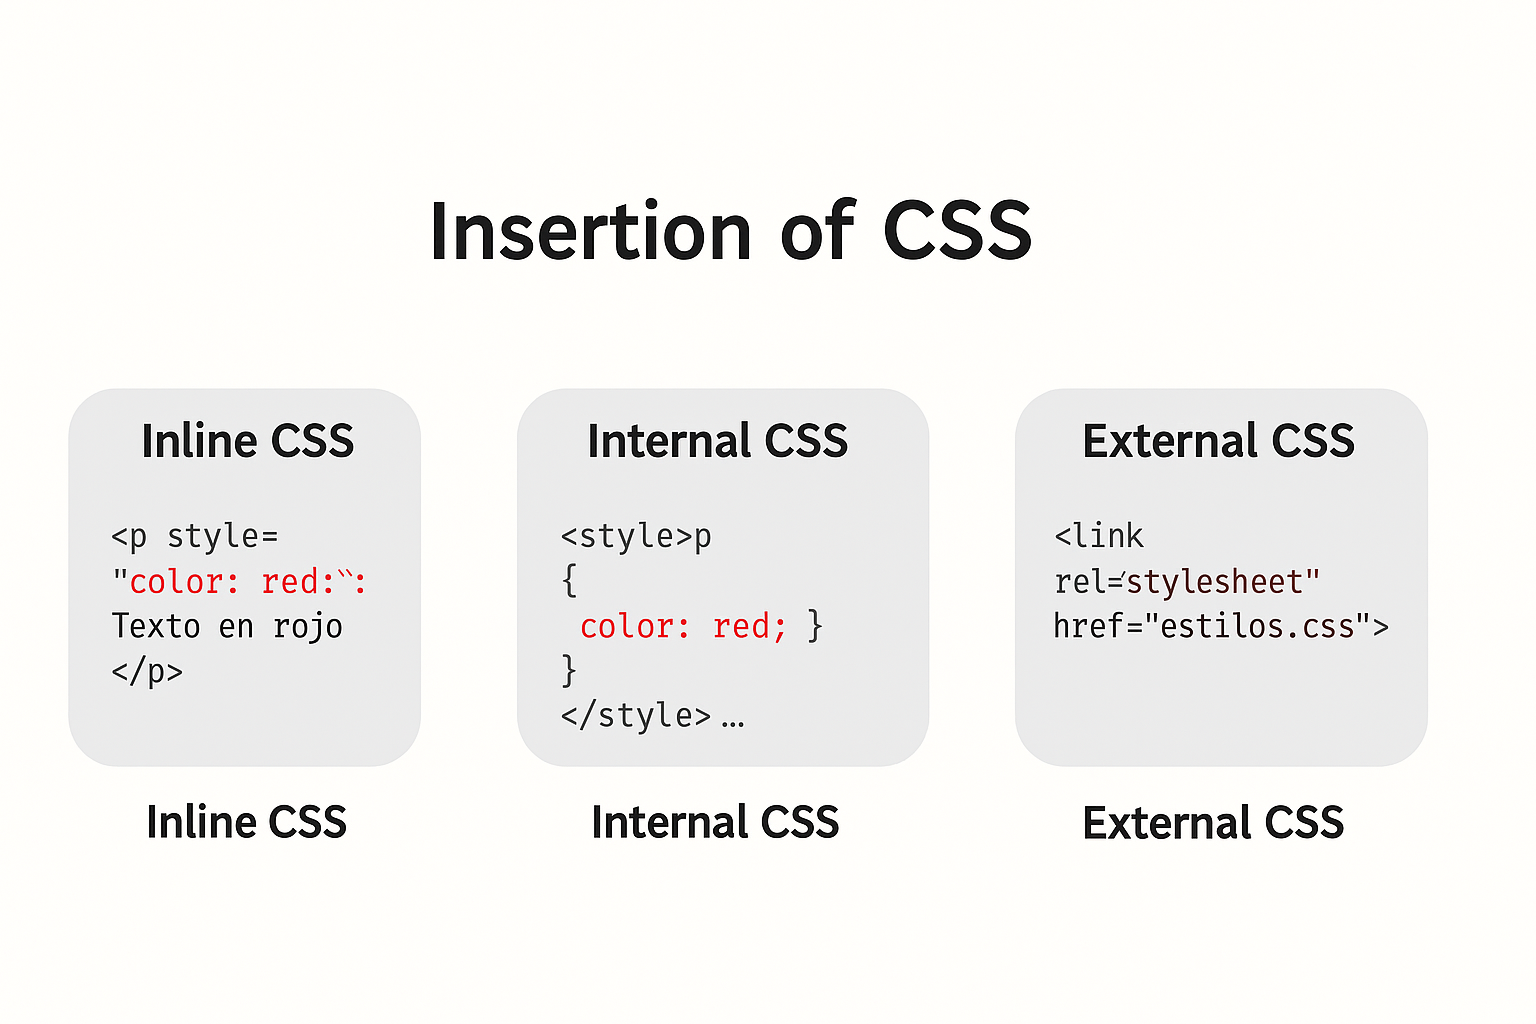 Insertion of CSS
Inline CSS
<p style=
"color: red:``:
Texto en rojo
</p>
Inline CSS
Internal CSS
<style>p
{
color: red; }
}
</style> ...
Internal CSS
External CSS
<link
rel=′stylesheet"
href="estilos.css">
External CSS